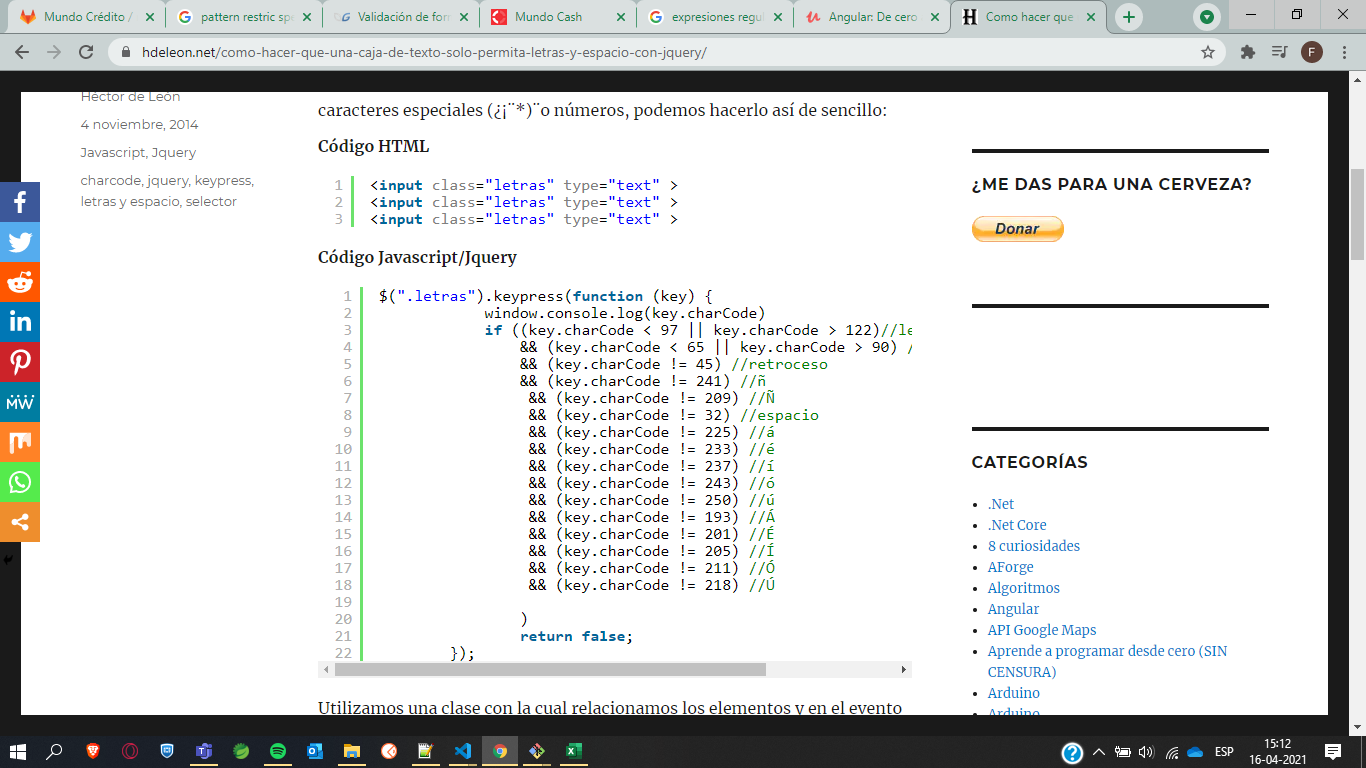 Mundo Crédito /
pattern restric spe
Validación de forn
Mundo Cash
expresiones regul
Angular: De cero
Como hacer que
hdeleon.net/como-hacer-que-una-caja-de-texto-solo-permita-letras-y-espacio-con-jquery/
F
Héctor de León
4 noviembre, 2014
Javascript, Jquery
charcode, jquery, keypress,
letras y espacio, selector
caracteres especiales (¿¡¨*)¨o números, podemos hacerlo así de sencillo:
Código HTML
1 <input class="letras" type="text" >
2 <input class="letras" type="text" >
3 <input class="letras" type="text" >
Código Javascript/Jquery
1 $(".letras").keypress(function (key) {
2 window.console.log(key.charCode)
3 if ((key.charCode < 97 || key.charCode > 122)//le
4 && (key.charCode < 65 || key.charCode > 90) /
5 && (key.charCode != 45) //retroceso
6 && (key.charCode != 241) //ñ
7 && (key.charCode != 209) //Ñ
8 && (key.charCode != 32) //espacio
9 && (key.charCode != 225) //á
10 && (key.charCode != 233) //é
11 && (key.charCode != 237) //í
12 && (key.charCode != 243) //ó
13 && (key.charCode != 250) //ú
14 && (key.charCode != 193) //Á
15 && (key.charCode != 201) //É
16 && (key.charCode != 205) //Í
17 && (key.charCode != 211) //Ó
18 && (key.charCode != 218) //Ú
19
20 )
21 return false;
22 });
Utilizamos una clase con la cual relacionamos los elementos y en el evento
¿ME DAS PARA UNA CERVEZA?
Donar
CATEGORÍAS
.Net
.Net Core
8 curiosidades
AForge
Algoritmos
Angular
API Google Maps
Aprende a programar desde cero (SIN
CENSURA)
Arduino
Arduino
MW
ESP
15:12
16-04-2021